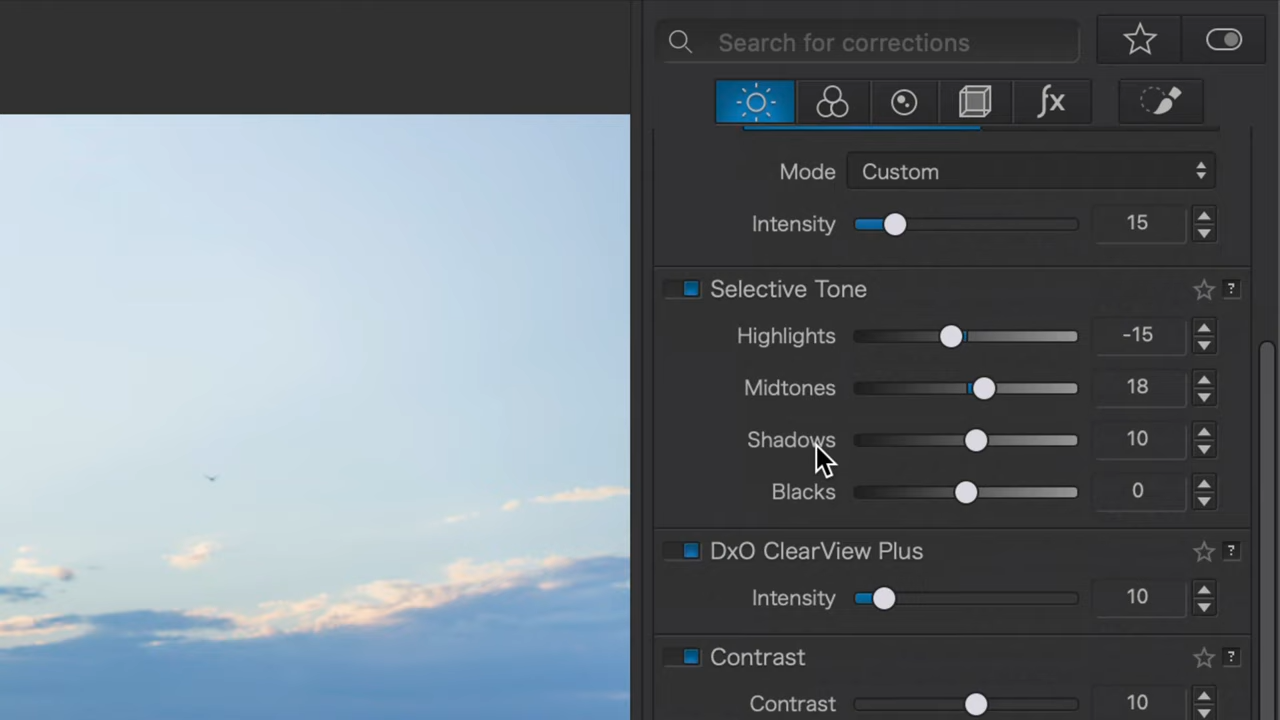 Search for corrections
fx
Mode Custom
Intensity 15
Selective Tone ?
Highlights -15
Midtones 18
Shadows 10
Blacks 0
DxO ClearView Plus ?
Intensity 10
Contrast ?
Contrast 10